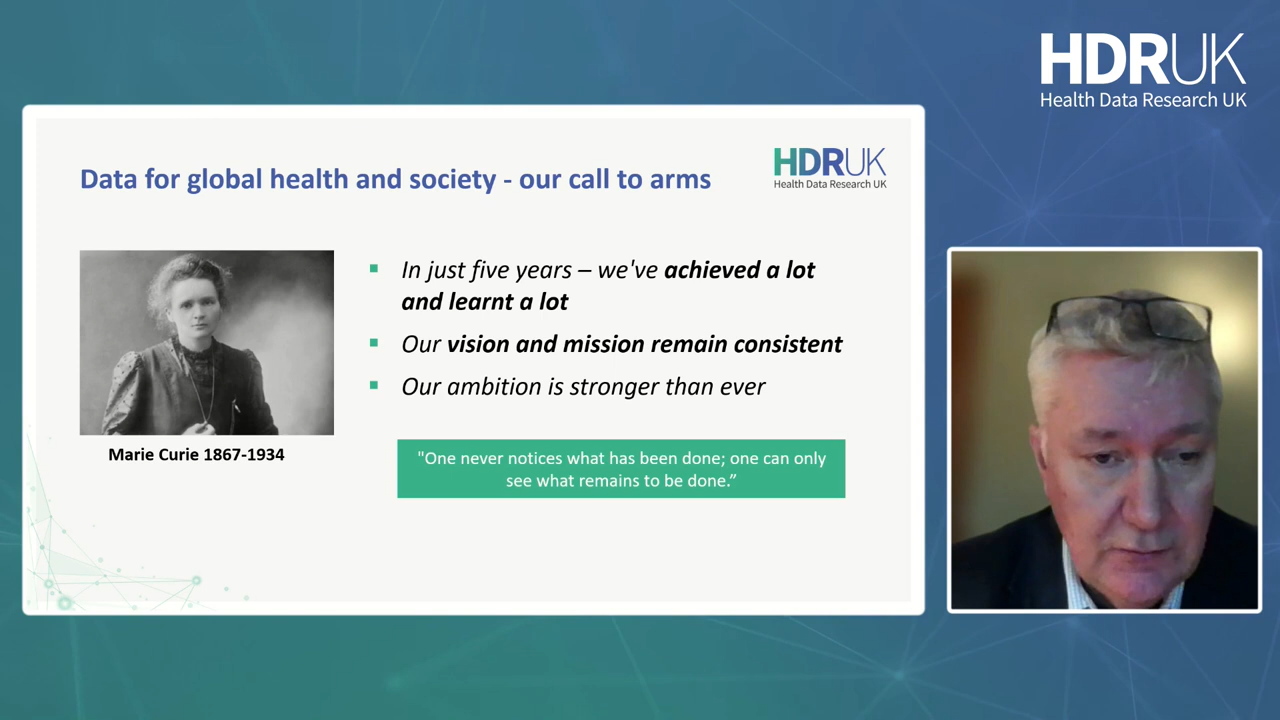 HDRUK
Health Data Research UK
Data for global health and society - our call to arms
HDRUK
Health Data Research UK
Marie Curie 1867-1934
▪ In just five years – we've achieved a lot
and learnt a lot
▪ Our vision and mission remain consistent
▪ Our ambition is stronger than ever
"One never notices what has been done; one can only
see what remains to be done.”